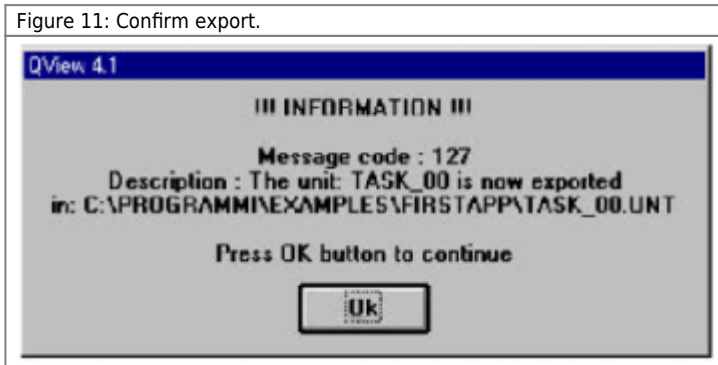 Figure 11: Confirm export.
QView 4.1
!!! INFORMATION !!!
Message code : 127
Description : The unit: TASK_00 is now exported
in: C:\PROGRAMMI\EXAMPLES\FIRSTAPP\TASK_00.UNT
Press OK button to continue
Ok